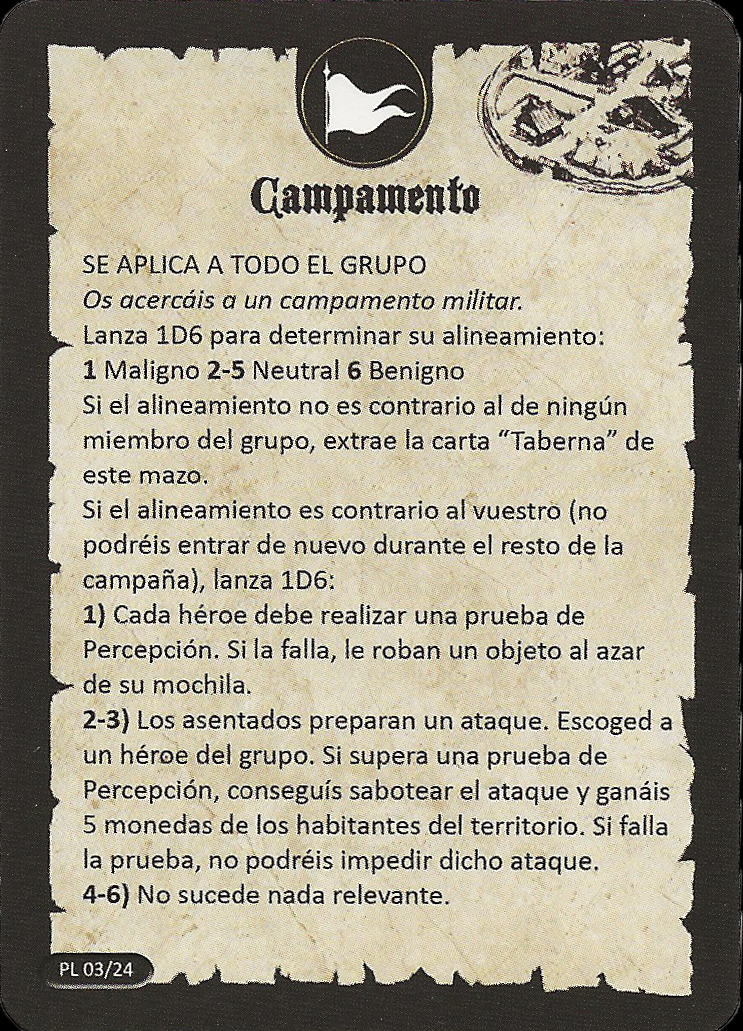 Campamento
SE APLICA A TODO EL GRUPO
Os acercáis a un campamento militar.
Lanza 1D6 para determinar su alineamiento:
1 Maligno 2-5 Neutral 6 Benigno
Si el alineamiento no es contrario al de ningún
miembro del grupo, extrae la carta “Taberna” de
este mazo.
Si el alineamiento es contrario al vuestro (no
podréis entrar de nuevo durante el resto de la
campaña), lanza 1D6:
1) Cada héroe debe realizar una prueba de
Percepción. Si la falla, le roban un objeto al azar
de su mochila.
2-3) Los asentados preparan un ataque. Escoged a
un héroe del grupo. Si supera una prueba de
Percepción, conseguís sabotear el ataque y ganáis
5 monedas de los habitantes del territorio. Si falla
la prueba, no podréis impedir dicho ataque.
4-6) No sucede nada relevante.
PL 03/24